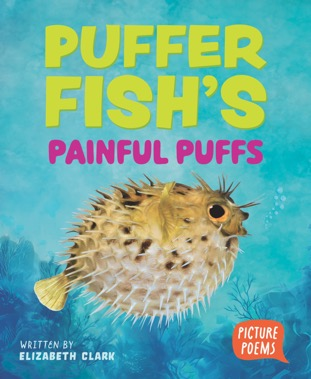 PUFFER
FISH'S
PAINFUL PUFFS
WRITTEN BY
ELIZABETH CLARK
PICTURE
POEMS